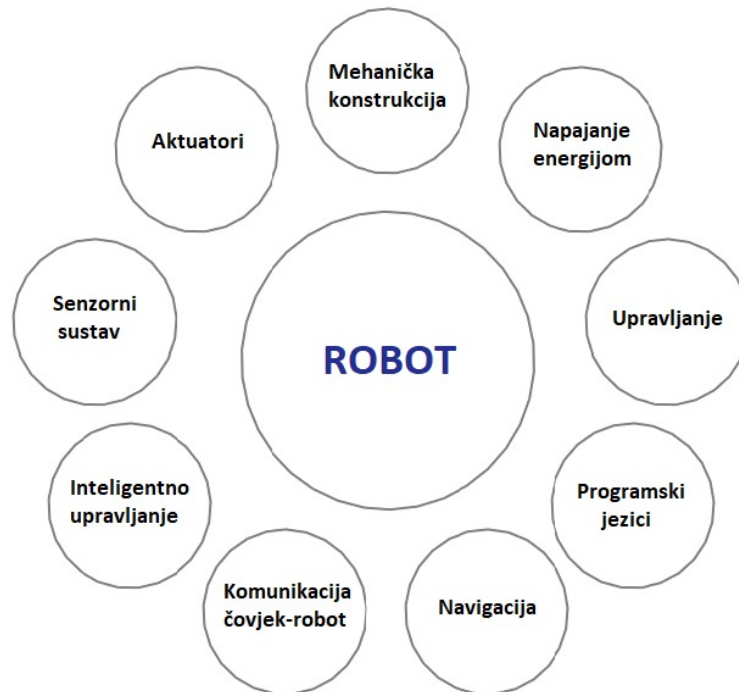 Mehanička
konstrukcija
Napajanje
energijom
Upravljanje
Programski
jezici
Navigacija
Komunikacija
čovjek-robot
Inteligentno
upravljanje
Senzorni
sustav
Aktuatori
ROBOT